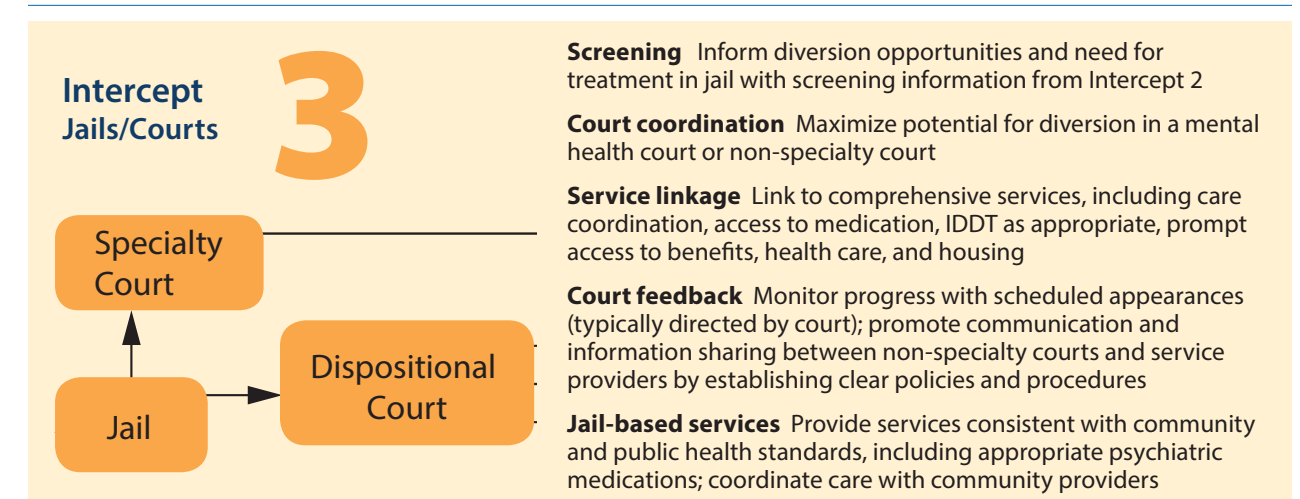 Intercept
Jails/Courts
3
Specialty
Court
Jail
Dispositional
Court
Screening Inform diversion opportunities and need for
treatment in jail with screening information from Intercept 2
Court coordination Maximize potential for diversion in a mental
health court or non-specialty court
Service linkage Link to comprehensive services, including care
coordination, access to medication, IDDT as appropriate, prompt
access to benefits, health care, and housing
Court feedback Monitor progress with scheduled appearances
(typically directed by court); promote communication and
information sharing between non-specialty courts and service
providers by establishing clear policies and procedures
Jail-based services Provide services consistent with community
and public health standards, including appropriate psychiatric
medications; coordinate care with community providers